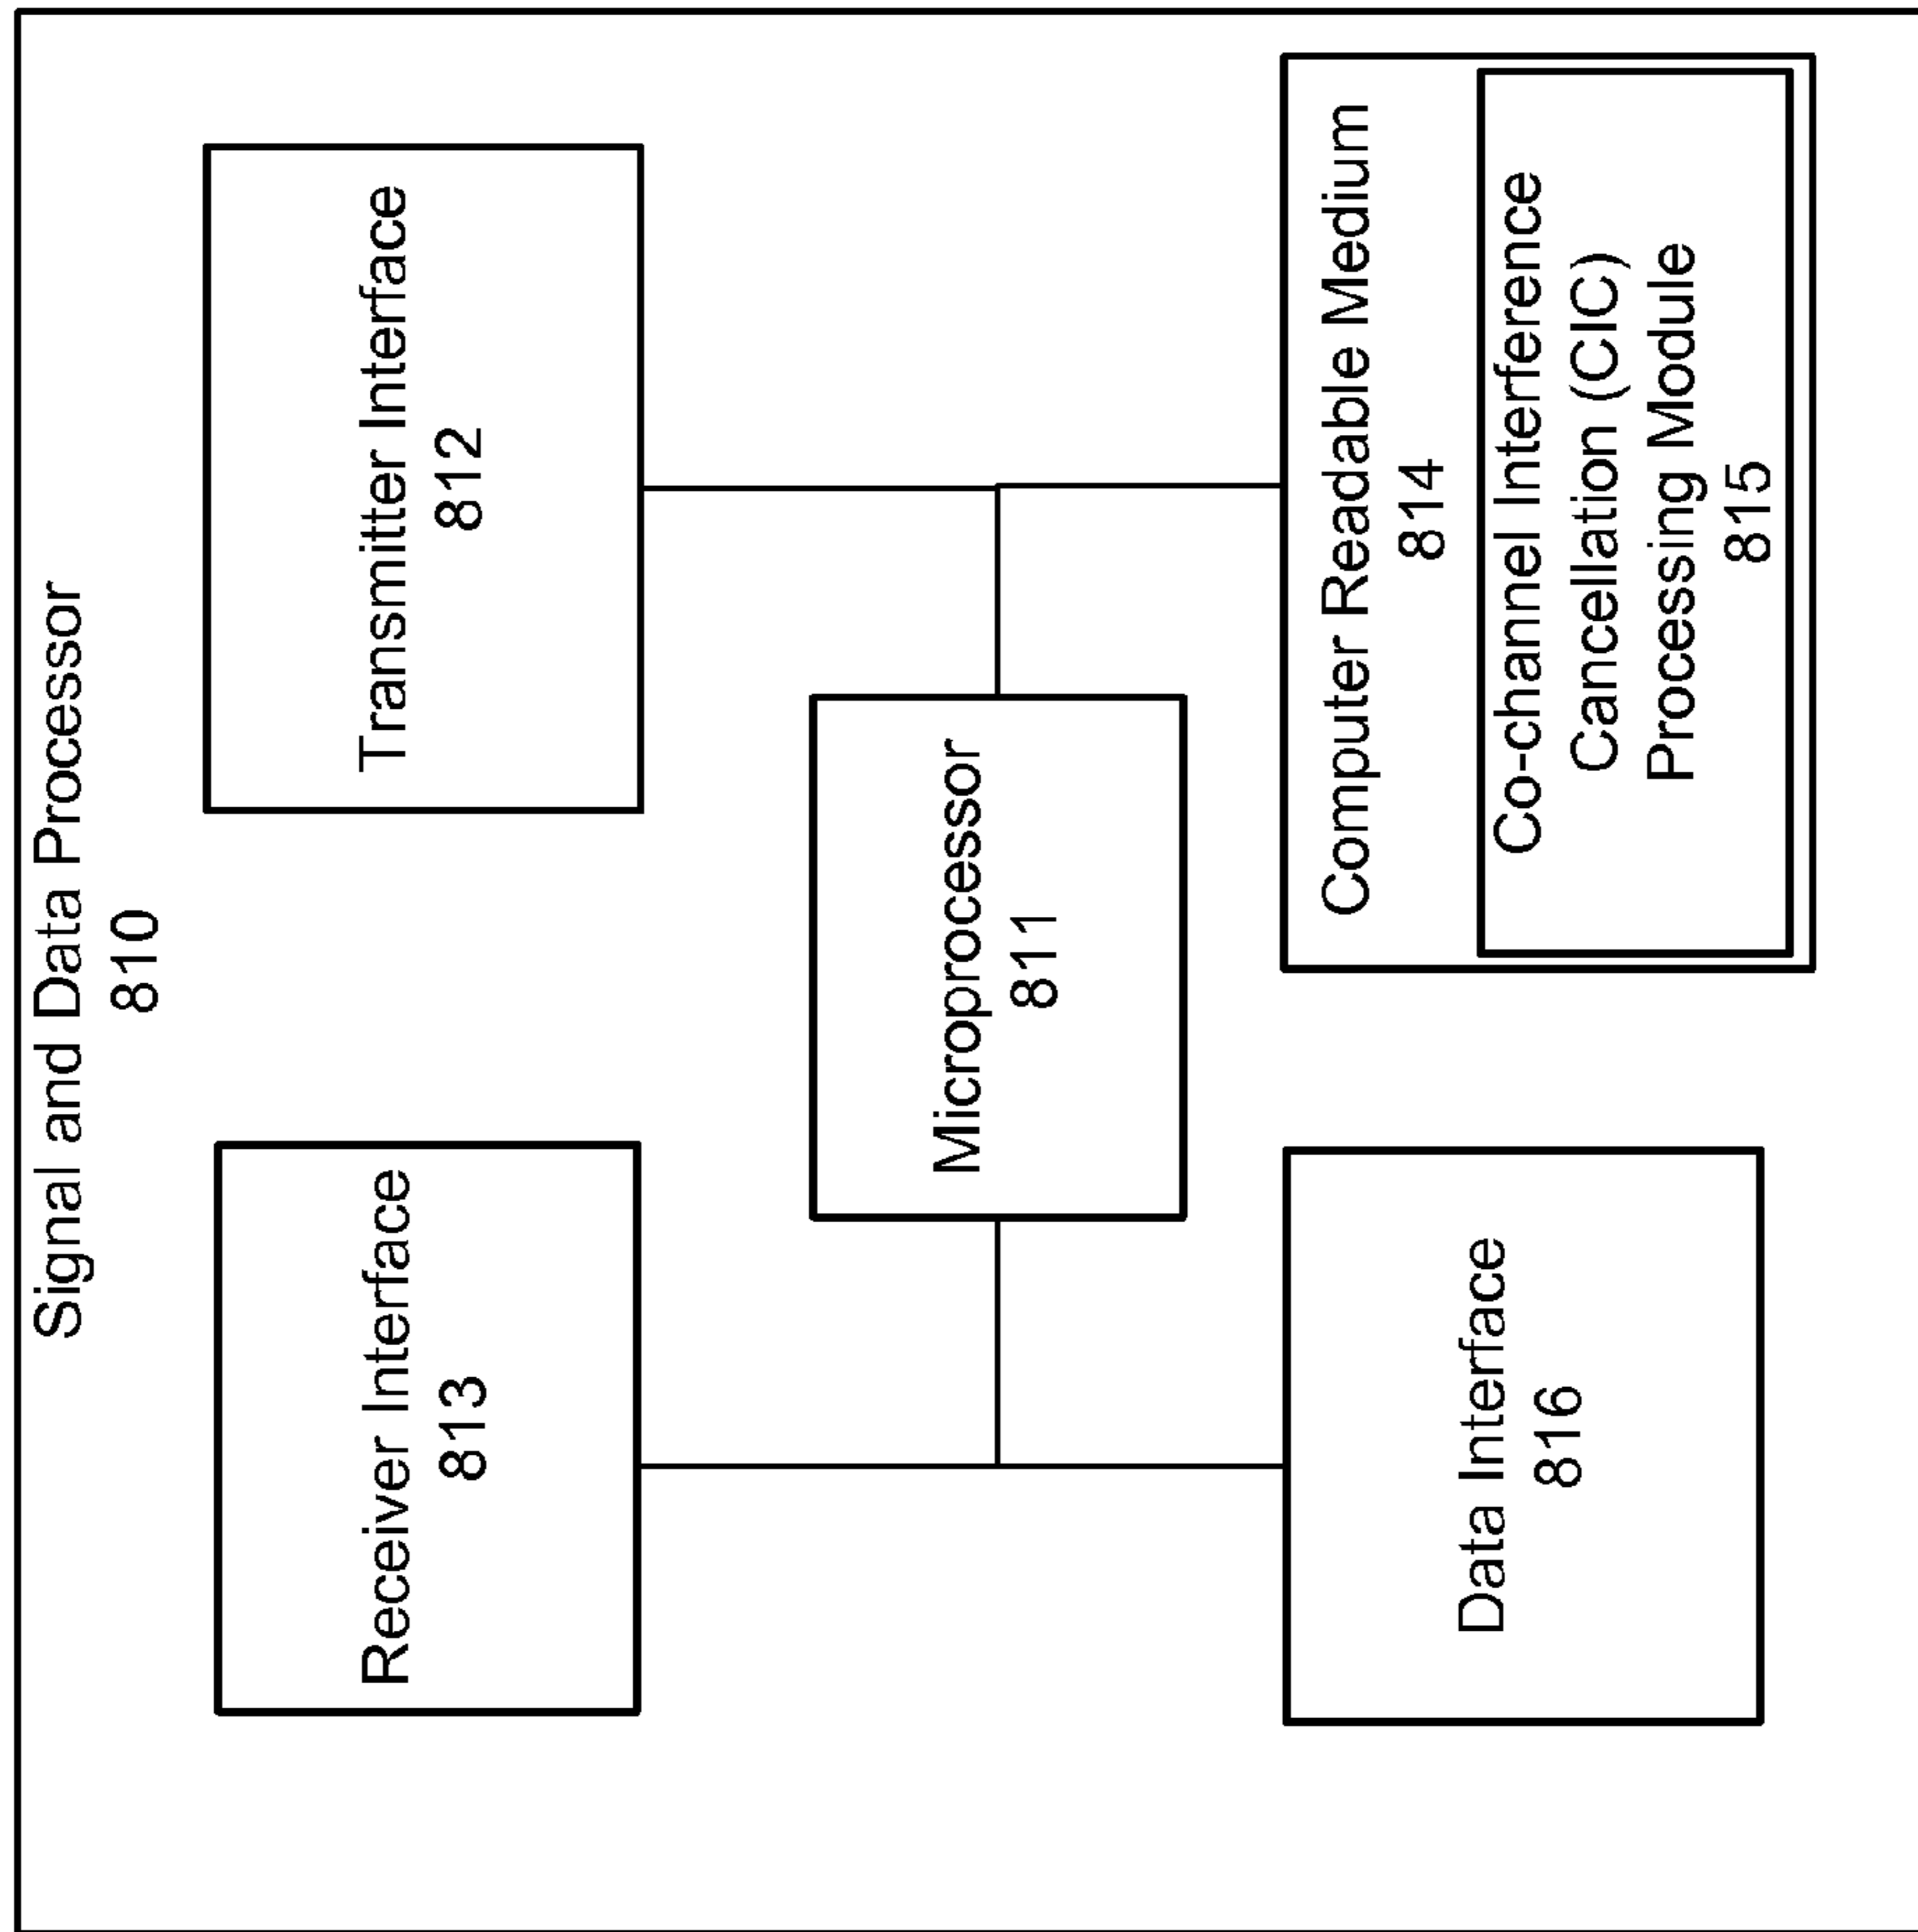 Signal and Data Processor
810
Receiver Interface
813
Transmitter Interface
812
Microprocessor
811
Data Interface
816
Computer Readable Medium
814
Co-channel Interference
Cancellation (CIC)
Processing Module
815